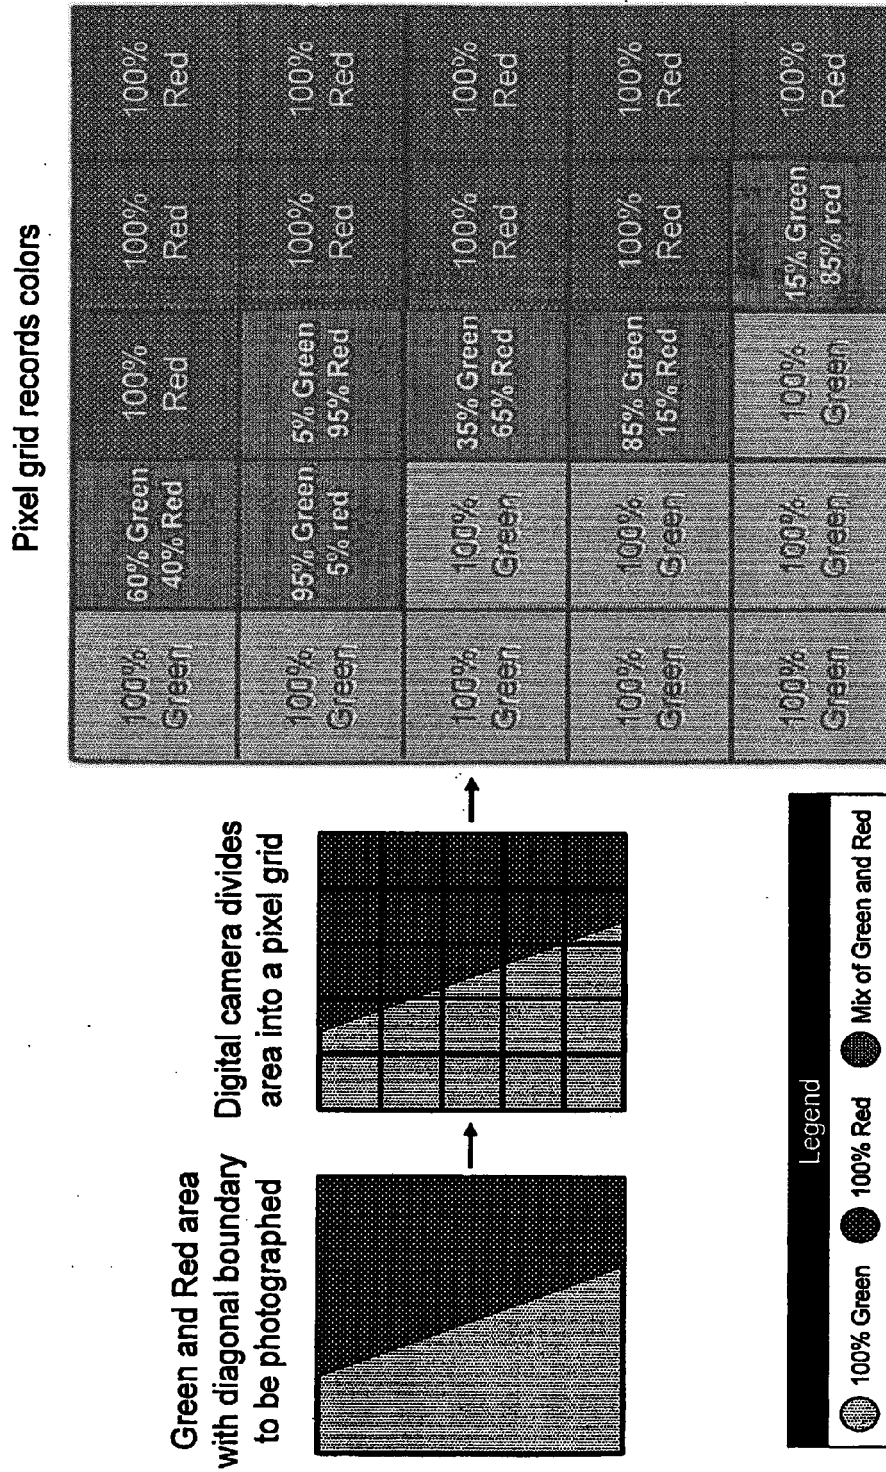 Green and Red area
with diagonal boundary
to be photographed
Digital camera divides
area into a pixel grid
Pixel grid records colors
100%
Green
60% Green
40% Red
100%
Red
100%
Red
100%
Red
100%
Green
95% Green
5% red
5% Green
95% Red
100%
Red
100%
Red
100%
Green
100%
Green
35% Green
65% Red
100%
Red
100%
Red
100%
Green
100%
Green
85% Green
15% Red
100%
Red
100%
Red
100%
Green
100%
Green
100%
Green
15% Green
85% red
100%
Red
Legend
100% Green
100% Red
Mix of Green and Red